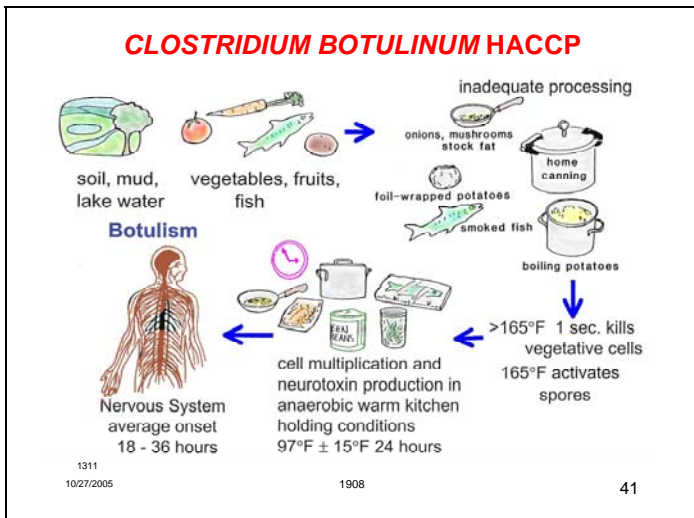 CLOSTRIDIUM BOTULINUM HACCP
inadequate processing
onions, mushrooms
stock fat
home
canning
foil-wrapped potatoes
smoked fish
boiling potatoes
soil, mud,
lake water
vegetables, fruits,
fish
Botulism
>165°F 1 sec. kills
vegetative cells
165°F activates
spores
BEANS
cell multiplication and
neurotoxin production in
anaerobic warm kitchen
holding conditions
97°F ± 15°F 24 hours
Nervous System
average onset
18 - 36 hours
1311
10/27/2005
1908
41